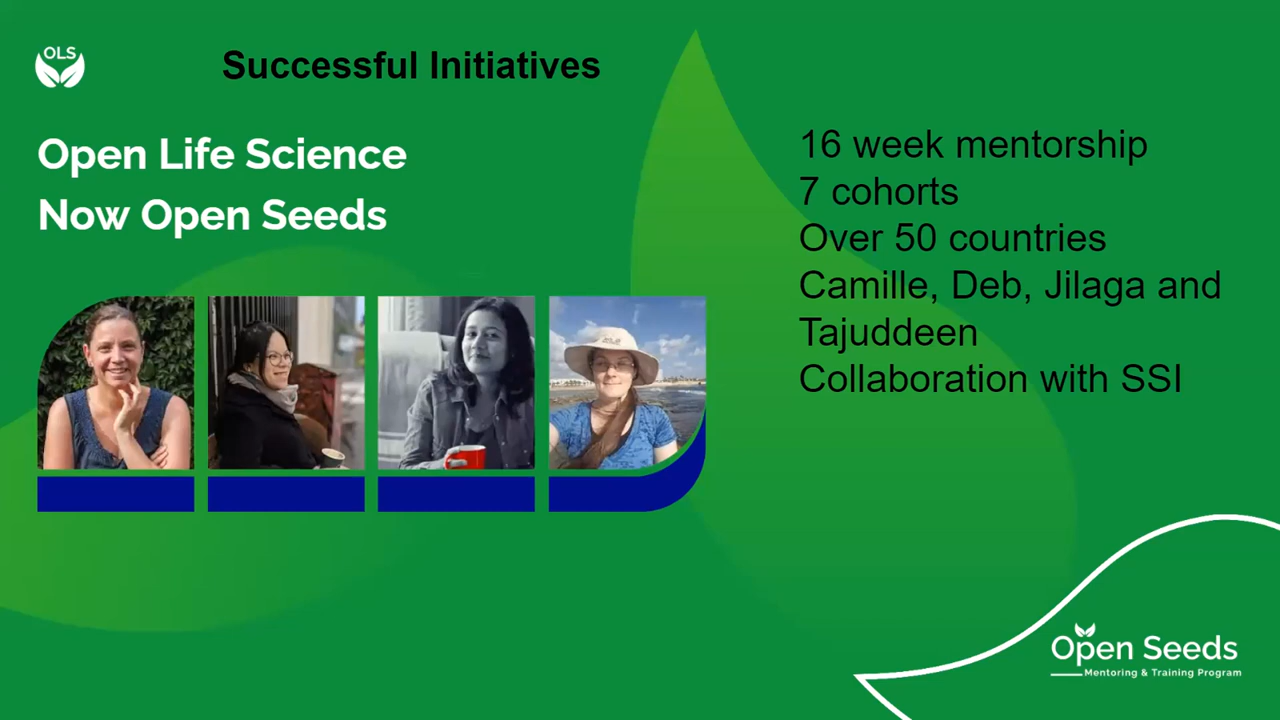 OLS
Successful Initiatives
Open Life Science
Now Open Seeds
16 week mentorship
7 cohorts
Over 50 countries
Camille, Deb, Jilaga and
Tajuddeen
Collaboration with SSI
Open Seeds
Mentoring & Training Program